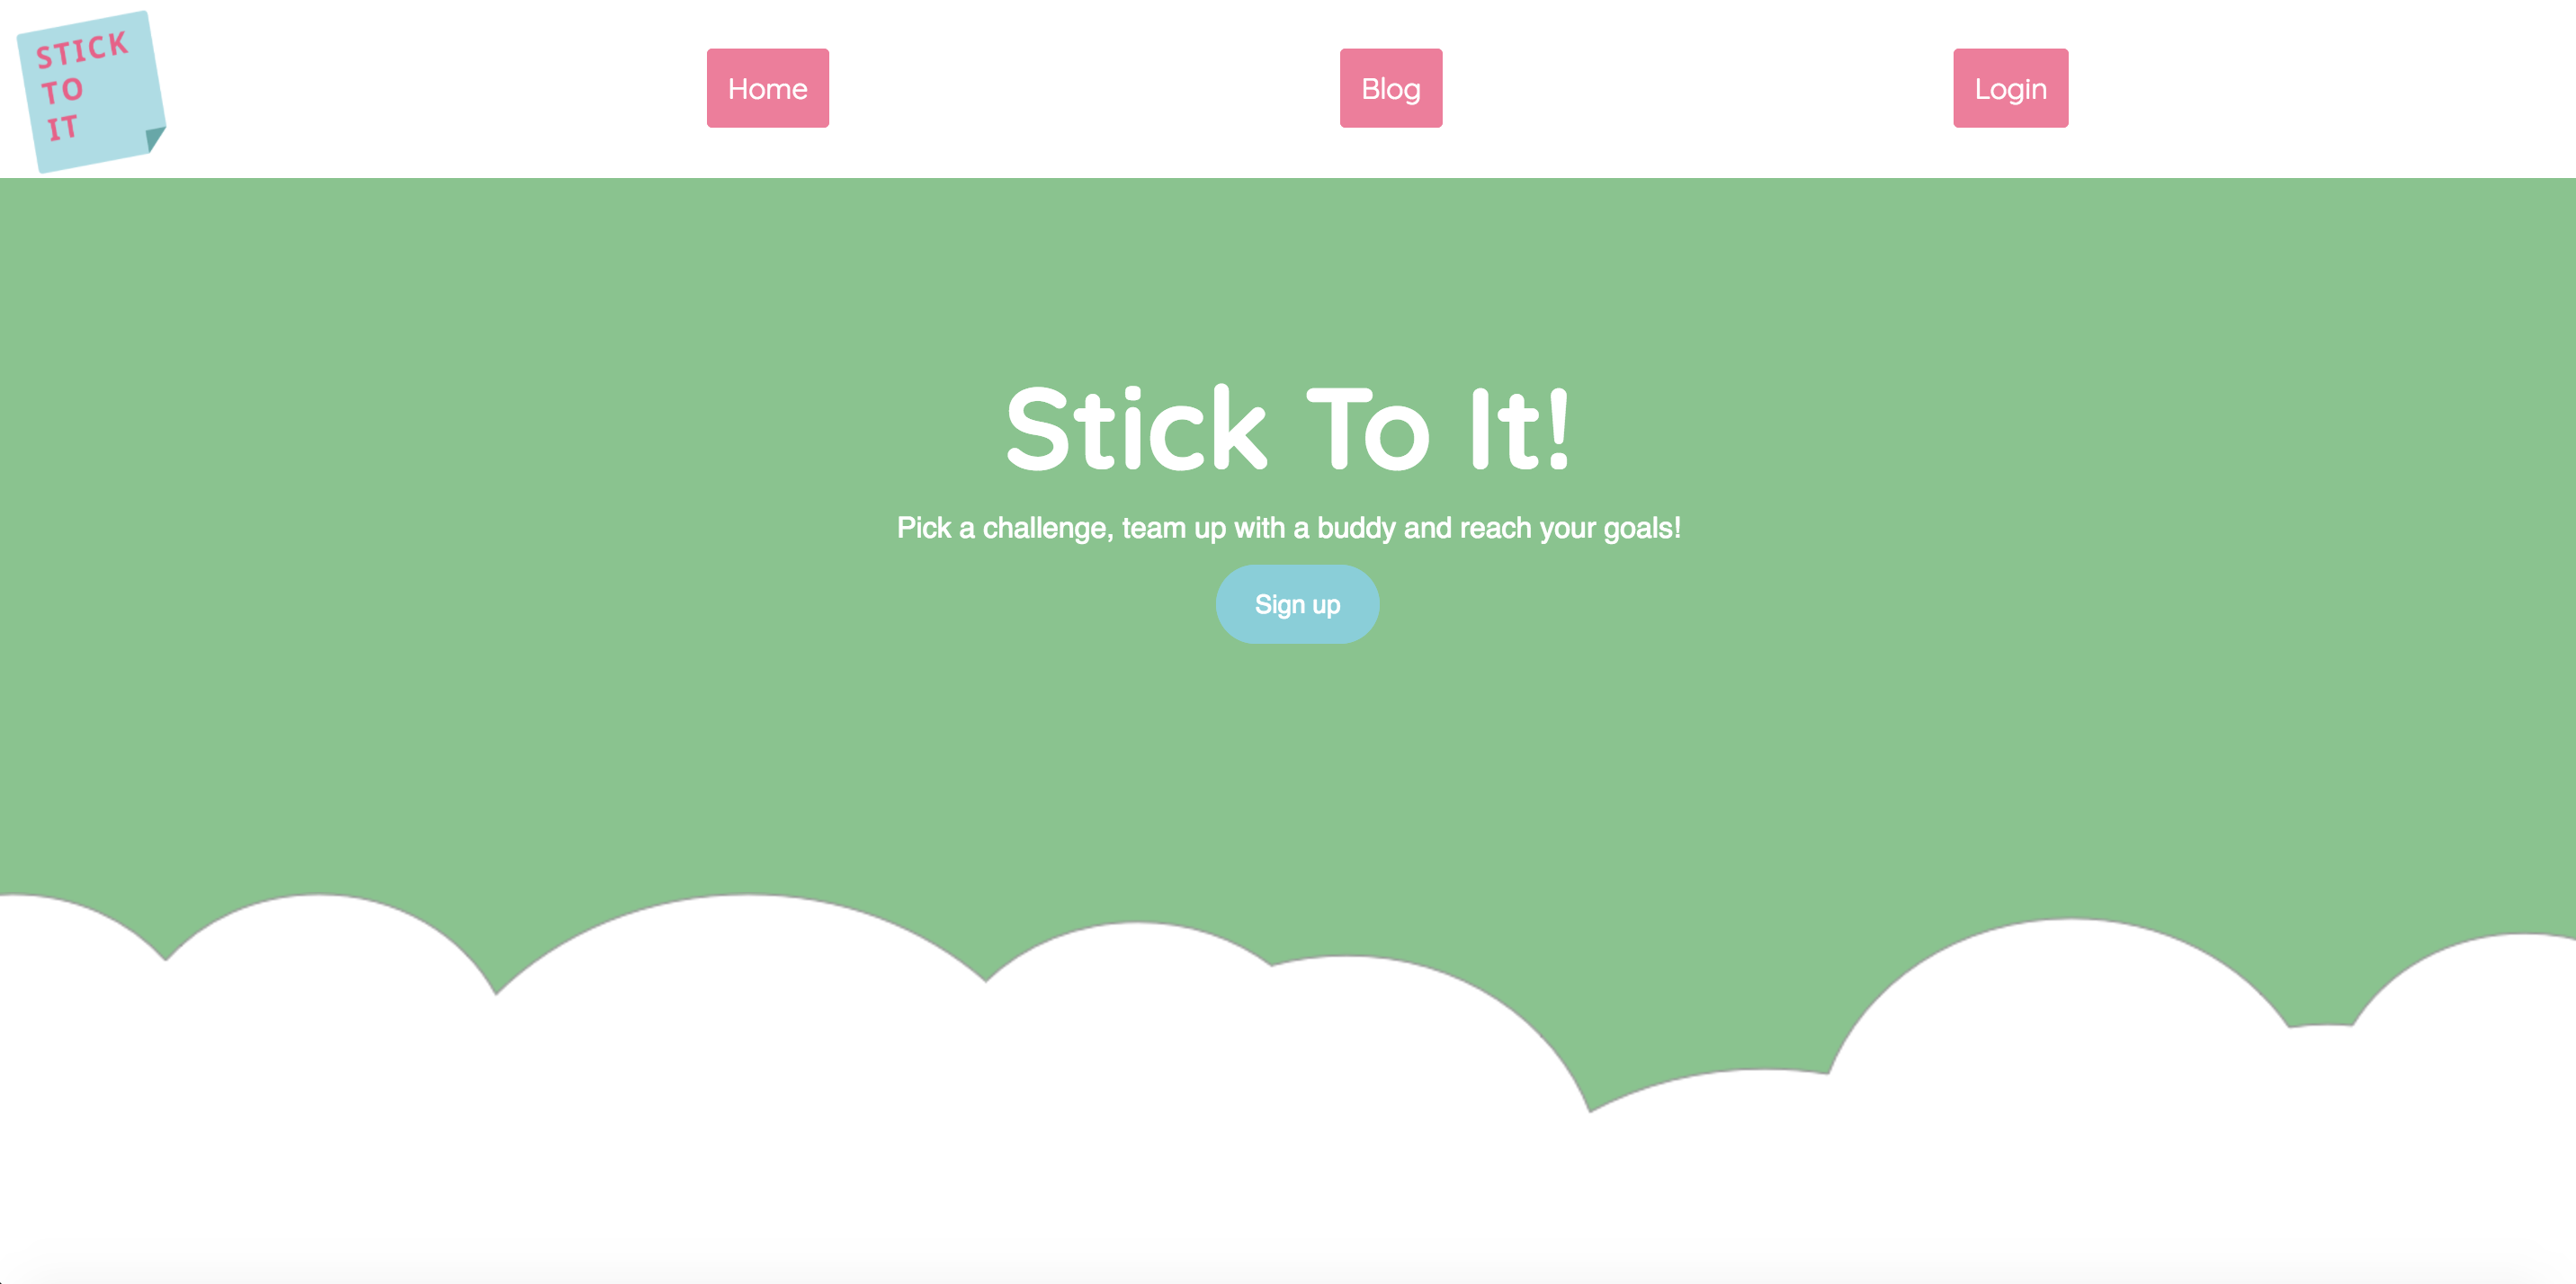 STICK
TO
IT
Home
Blog
Login
Stick To It!
Pick a challenge, team up with a buddy and reach your goals!
Sign up